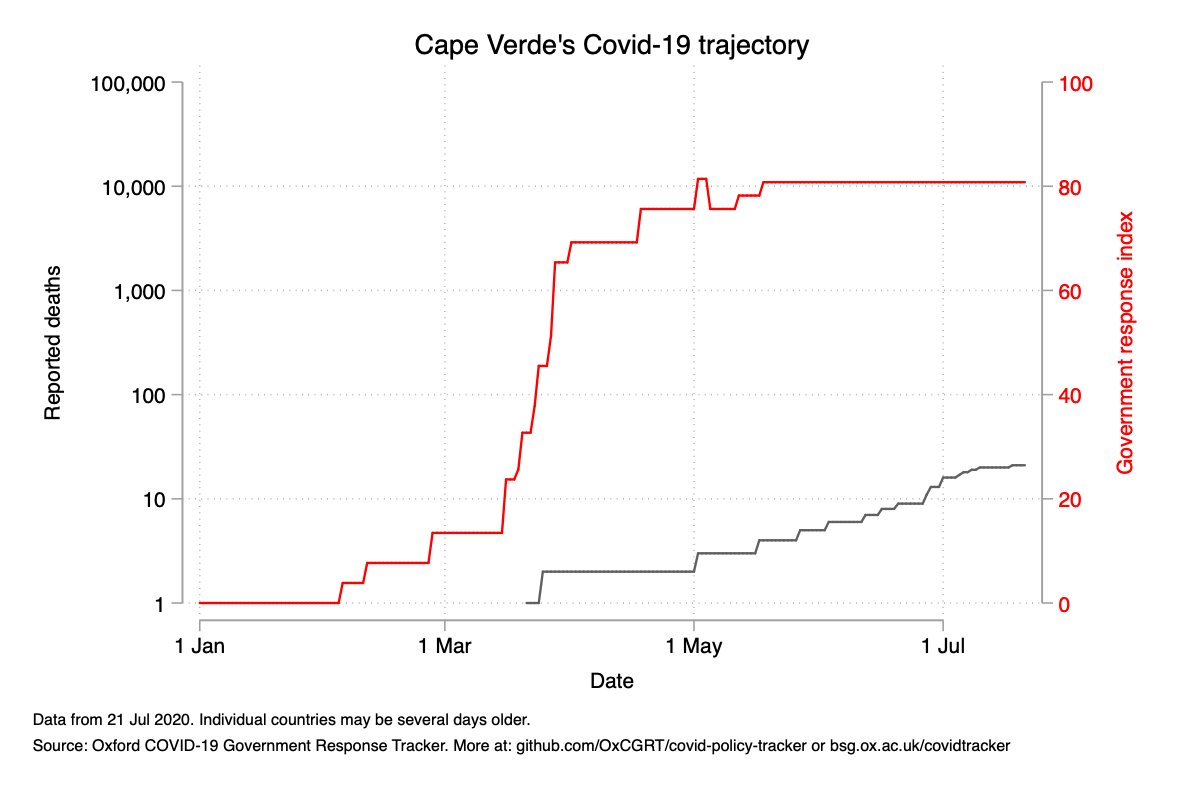 Cape Verde's Covid-19 trajectory
100,000
10,000
1,000
100
10
1
Reported deaths
100
80
60
40
20
0
Government response index
1 Jan
1 Mar
1 May
1 Jul
Date
Data from 21 Jul 2020. Individual countries may be several days older.
Source: Oxford COVID-19 Government Response Tracker. More at: github.com/OxCGRT/covid-policy-tracker or bsg.ox.ac.uk/covidtracker